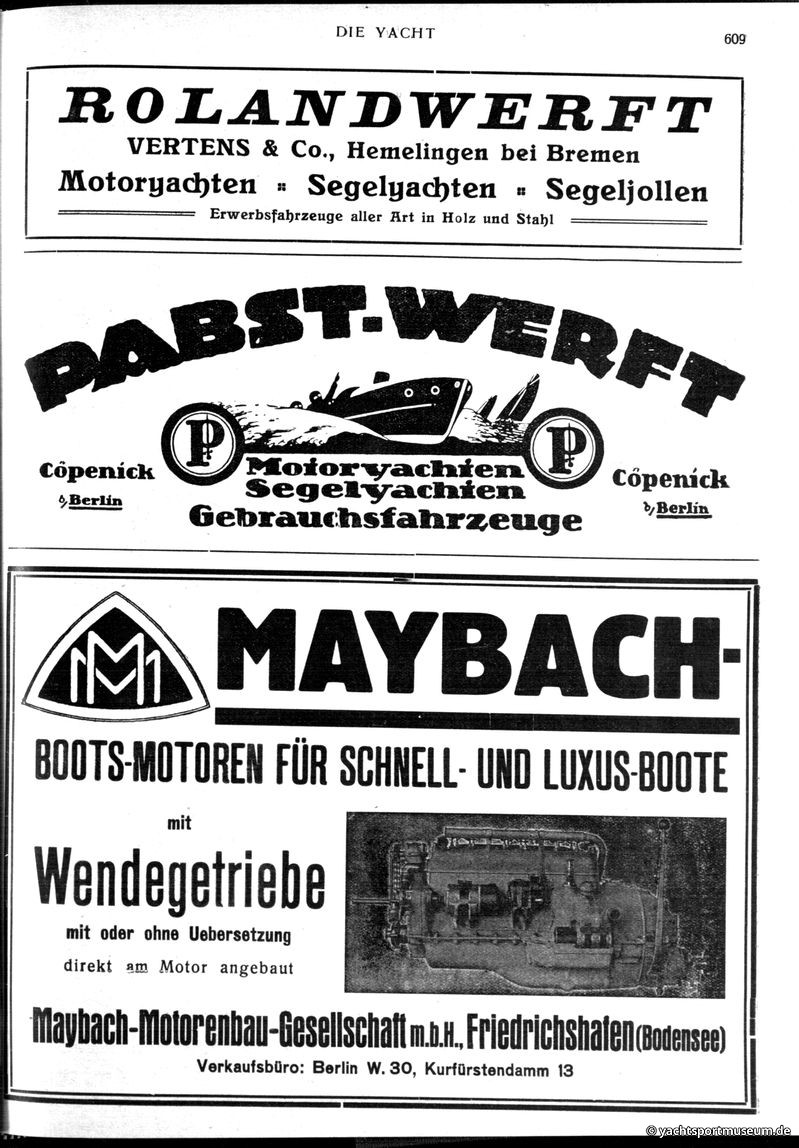 DIE YACHT
609
ROLANDWERFT
VERTENS & Co., Hemelingen bei Bremen
Motoryachten Segelyachten Segeljollen
Erwerbsfahrzeuge aller Art in Holz und Stahl
PABST-WERFT
P P
Motoryachten
Segelyachten
Gebrauchsfahrzeuge
Cöpenick
b/Berlin
Cöpenick
b/Berlin
MM
MAYBACH-
BOOTS-MOTOREN FÜR SCHNELL- UND LUXUS-BOOTE
mit
Wendegetriebe
mit oder ohne Uebersetzung
direkt am Motor angebaut
Maybach-Motorenbau-Gesellschaft m.b.H., Friedrichshafen (Bodensee)
Verkaufsbüro: Berlin W. 30, Kurfürstendamm 13
© yachtsportmuseum.de